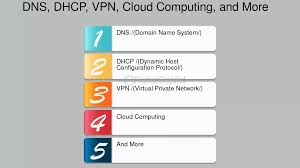 DNS, DHCP, VPN, Cloud Computing, and More
1
DNS /(Domain Name System)/
2
DHCP /(Dynamic Host
Configuration Protocol)/
3
VPN /(Virtual Private Network)/
4
Cloud Computing
5
And More